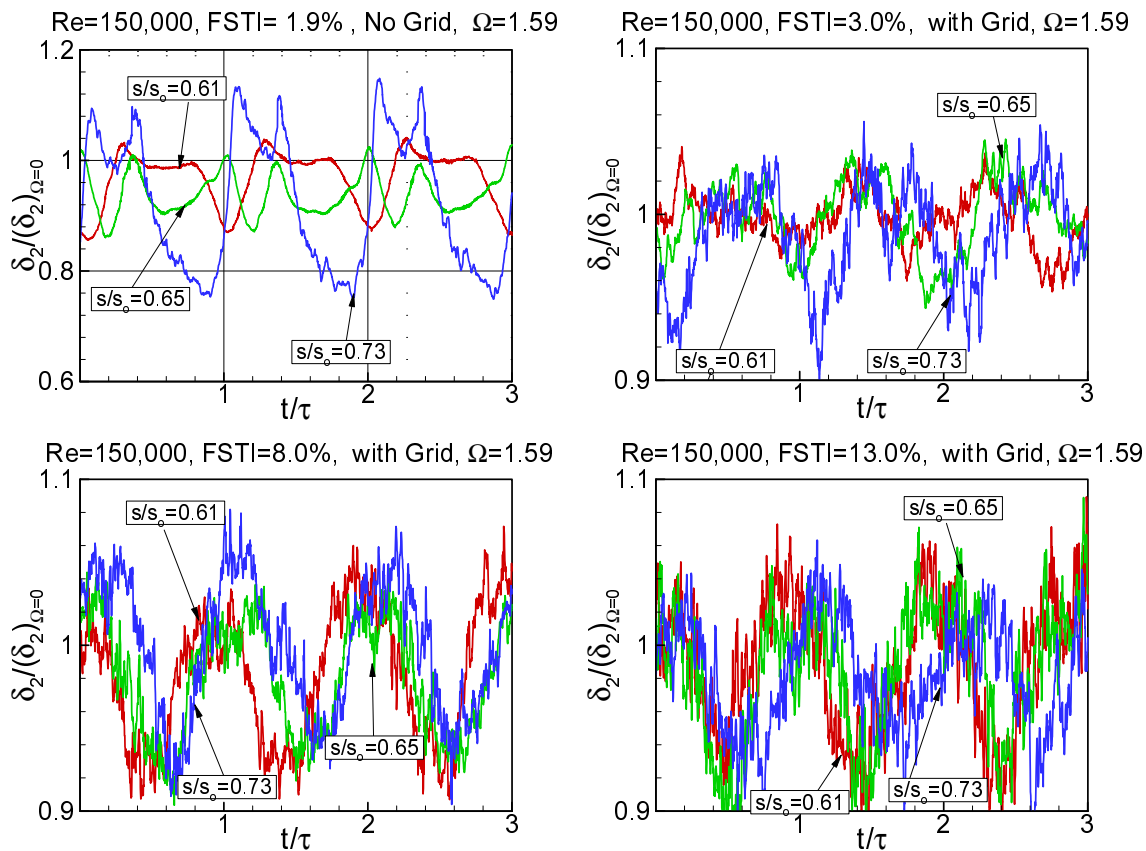 Re=150,000, FSTI= 1.9% , No Grid, Ω=1.59
1.2
1
0.8
0.6
δ2/(δ2)Ω=0
s/so=0.61
s/so=0.65
s/so=0.73
1
2
3
t/τ
Re=150,000, FSTI=3.0%, with Grid, Ω=1.59
1.1
1
0.9
δ2/(δ2)Ω=0
s/so=0.65
s/so=0.61
s/so=0.73
1
2
3
t/τ
Re=150,000, FSTI=8.0%, with Grid, Ω=1.59
1.1
1
0.9
δ2/(δ2)Ω=0
s/so=0.61
s/so=0.65
s/so=0.73
1
2
3
t/τ
Re=150,000, FSTI=13.0%, with Grid, Ω=1.59
1.1
1
0.9
δ2/(δ2)Ω=0
s/so=0.65
s/so=0.61
s/so=0.73
1
2
3
t/τ